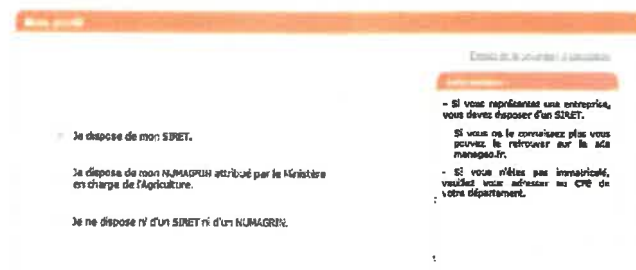 Mon profil
- Si vous représentez une entreprise,
vous devez disposer d'un SIRET.
Si vous ne le connaissez plus vous
pouvez le retrouver sur le site
manageo.fr.
- Si vous n'êtes pas immatriculé,
veuillez vous adresser au CFE de
votre département.
Je dispose de mon SIRET.
Je dispose de mon NUMAGRIN attribué par le Ministère
en charge de l'Agriculture.
Je ne dispose ni d'un SIRET ni d'un NUMAGRIN.